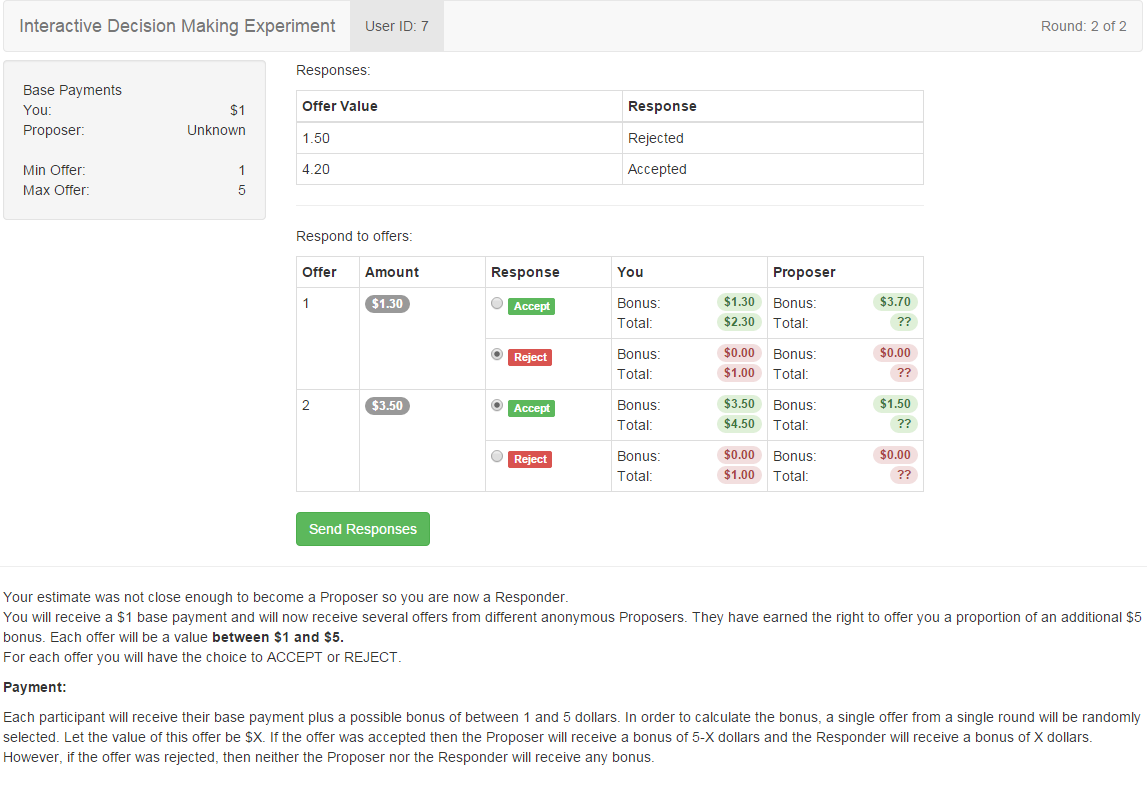 Interactive Decision Making Experiment User ID: 7 Round: 2 of 2
Base Payments
You: $1
Proposer: Unknown
Min Offer: 1
Max Offer: 5
Responses:
Offer Value Response
1.50 Rejected
4.20 Accepted
Respond to offers:
Offer Amount Response You Proposer
1 $1.30 Accept Bonus: $1.30 Bonus: $3.70
Total: $2.30 Total: ??
Reject Bonus: $0.00 Bonus: $0.00
Total: $1.00 Total: ??
2 $3.50 Accept Bonus: $3.50 Bonus: $1.50
Total: $4.50 Total: ??
Reject Bonus: $0.00 Bonus: $0.00
Total: $1.00 Total: ??
Send Responses
Your estimate was not close enough to become a Proposer so you are now a Responder.
You will receive a $1 base payment and will now receive several offers from different anonymous Proposers. They have earned the right to offer you a proportion of an additional $5
bonus. Each offer will be a value between $1 and $5.
For each offer you will have the choice to ACCEPT or REJECT.
Payment:
Each participant will receive their base payment plus a possible bonus of between 1 and 5 dollars. In order to calculate the bonus, a single offer from a single round will be randomly
selected. Let the value of this offer be $X. If the offer was accepted then the Proposer will receive a bonus of 5-X dollars and the Responder will receive a bonus of X dollars.
However, if the offer was rejected, then neither the Proposer nor the Responder will receive any bonus.